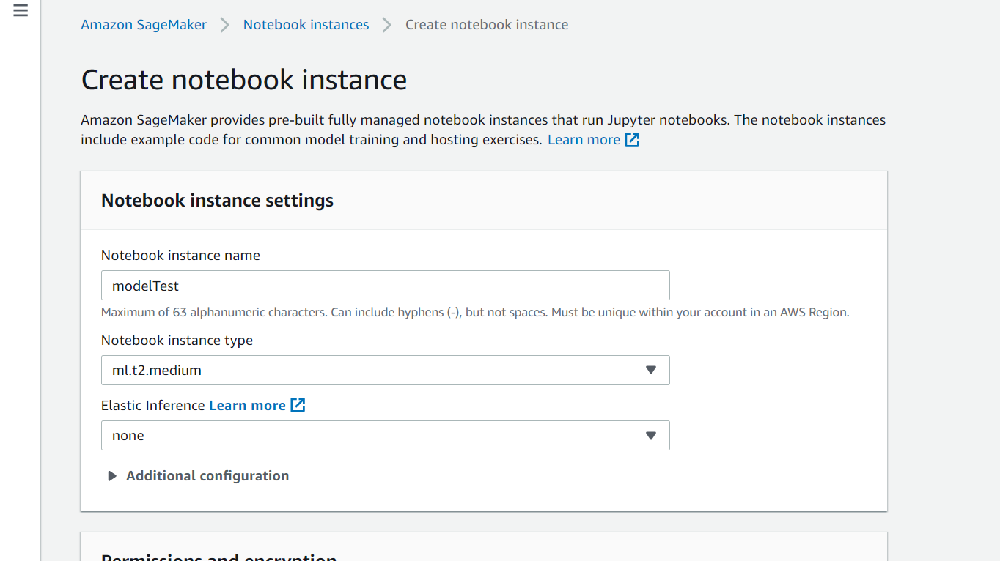 Amazon SageMaker > Notebook instances > Create notebook instance
Create notebook instance
Amazon SageMaker provides pre-built fully managed notebook instances that run Jupyter notebooks. The notebook instances
include example code for common model training and hosting exercises. Learn more
Notebook instance settings
Notebook instance name
modelTest
Maximum of 63 alphanumeric characters. Can include hyphens (-), but not spaces. Must be unique within your account in an AWS Region.
Notebook instance type
ml.t2.medium
Elastic Inference Learn more
none
Additional configuration
Permissions and encryption